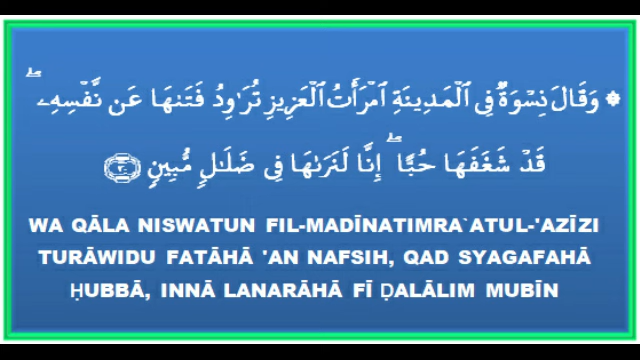 ۞ وَقَالَ نِسْوَةٌ فِى ٱلْمَدِينَةِ ٱمْرَأَتُ ٱلْعَزِيزِ تُرَٰوِدُ فَتَىٰهَا عَن نَّفْسِهِۦ ۖ
قَدْ شَغَفَهَا حُبًّا ۖ إِنَّا لَنَرَىٰهَا فِى ضَلَـٰلٍ مُّبِينٍ ٣٠
WA QĀLA NISWATUN FIL-MADĪNATIMRA`ATUL-'AZĪZI
TURĀWIDU FATĀHĀ 'AN NAFSIH, QAD SYAGAFAHĀ
ḤUBBĀ, INNĀ LANARĀHĀ FĪ ḌALĀLIM MUBĪN